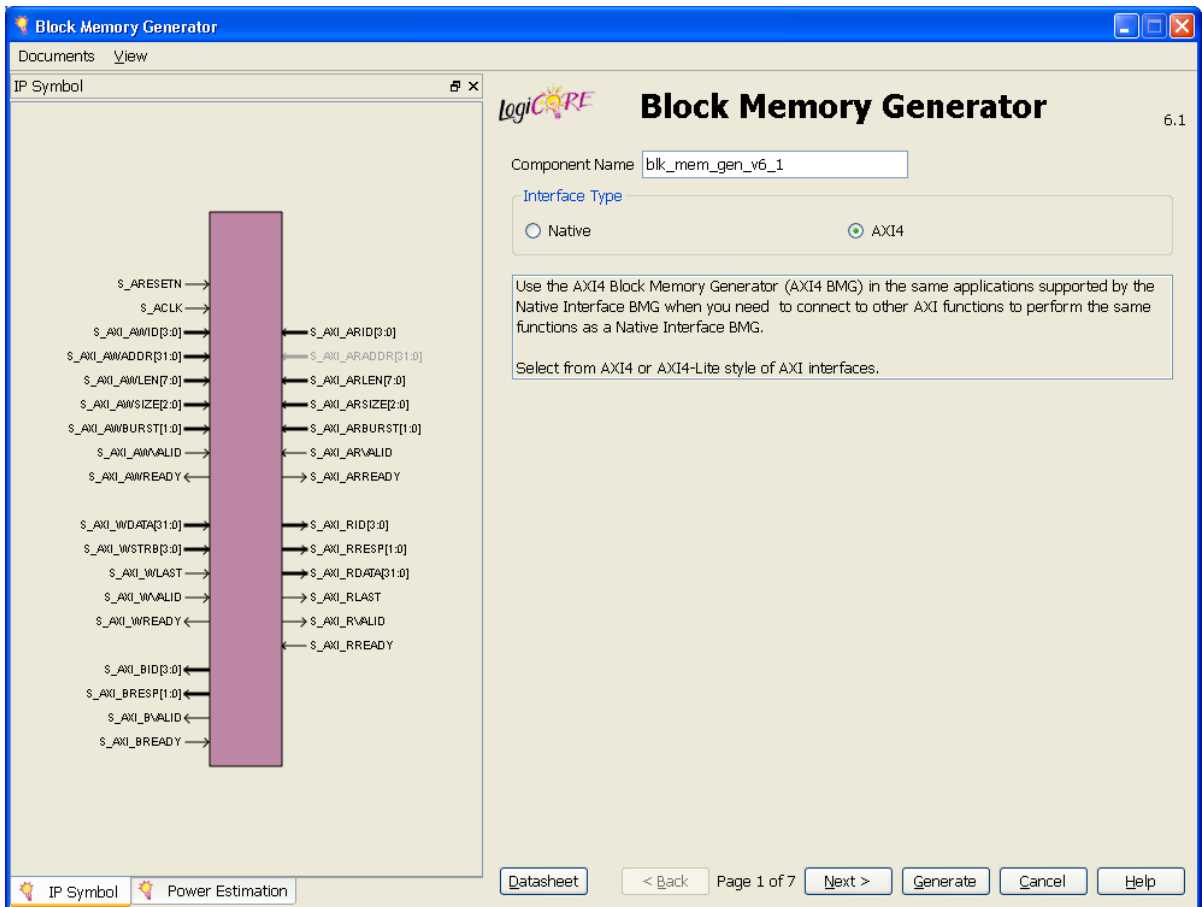 Block Memory Generator
Documents View
IP Symbol
S_ARESETN
S_ACLK
S_AXI_AWID[3:0]
S_AXI_AWADDR[31:0]
S_AXI_AWLEN[7:0]
S_AXI_AWSIZE[2:0]
S_AXI_AWBURST[1:0]
S_AXI_AWVALID
S_AXI_AWREADY
S_AXI_WDATA[31:0]
S_AXI_WSTRB[3:0]
S_AXI_WLAST
S_AXI_WVALID
S_AXI_WREADY
S_AXI_BID[3:0]
S_AXI_BRESP[1:0]
S_AXI_BVALID
S_AXI_BREADY
S_AXI_ARID[3:0]
S_AXI_ARADDR[31:0]
S_AXI_ARLEN[7:0]
S_AXI_ARSIZE[2:0]
S_AXI_ARBURST[1:0]
S_AXI_ARVALID
S_AXI_ARREADY
S_AXI_RID[3:0]
S_AXI_RRESP[1:0]
S_AXI_RDATA[31:0]
S_AXI_RLAST
S_AXI_RVALID
S_AXI_RREADY
IP Symbol
Power Estimation
LogiCORE
Block Memory Generator
6.1
Component Name blk_mem_gen_v6_1
Interface Type
Native
AXI4
Use the AXI4 Block Memory Generator (AXI4 BMG) in the same applications supported by the
Native Interface BMG when you need to connect to other AXI functions to perform the same
functions as a Native Interface BMG.
Select from AXI4 or AXI4-Lite style of AXI interfaces.
Datasheet
< Back
Page 1 of 7
Next >
Generate
Cancel
Help